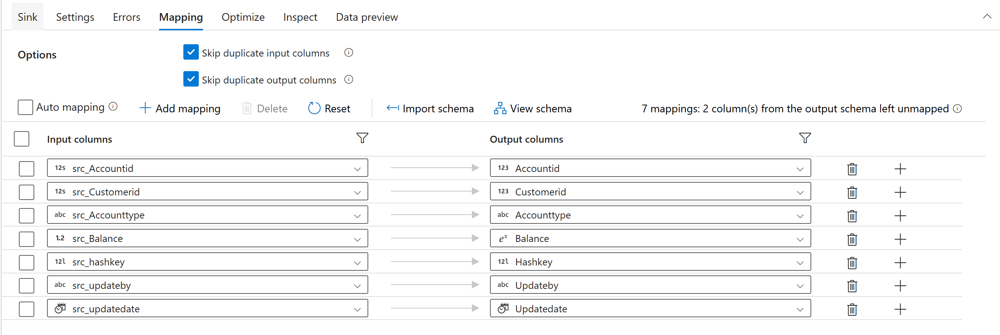 Sink Settings Errors Mapping Optimize Inspect Data preview
Options
Skip duplicate input columns
Skip duplicate output columns
Auto mapping Add mapping Delete Reset Import schema View schema 7 mappings: 2 column(s) from the output schema left unmapped
Input columns Output columns
12s src_Accountid 123 Accountid
12s src_Customerid 123 Customerid
abc src_Accounttype abc Accounttype
1.2 src_Balance eˣ Balance
12l src_hashkey 12l Hashkey
abc src_updateby abc Updateby
src_updatedate Updatedate